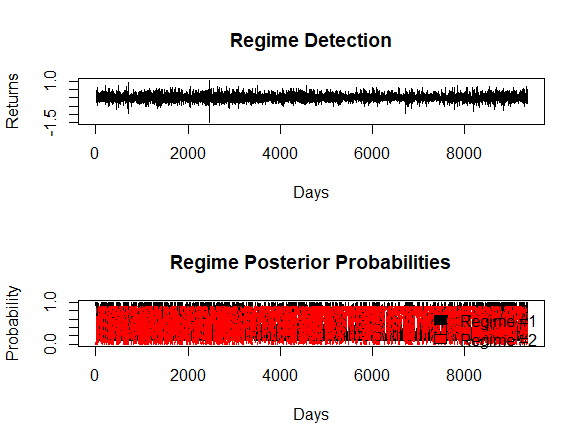 Regime Detection
Returns
1.0
-1.5
0 2000 4000 6000 8000
Days
Regime Posterior Probabilities
Probability
1.0
0.0
Regime #1
Regime #2
0 2000 4000 6000 8000
Days